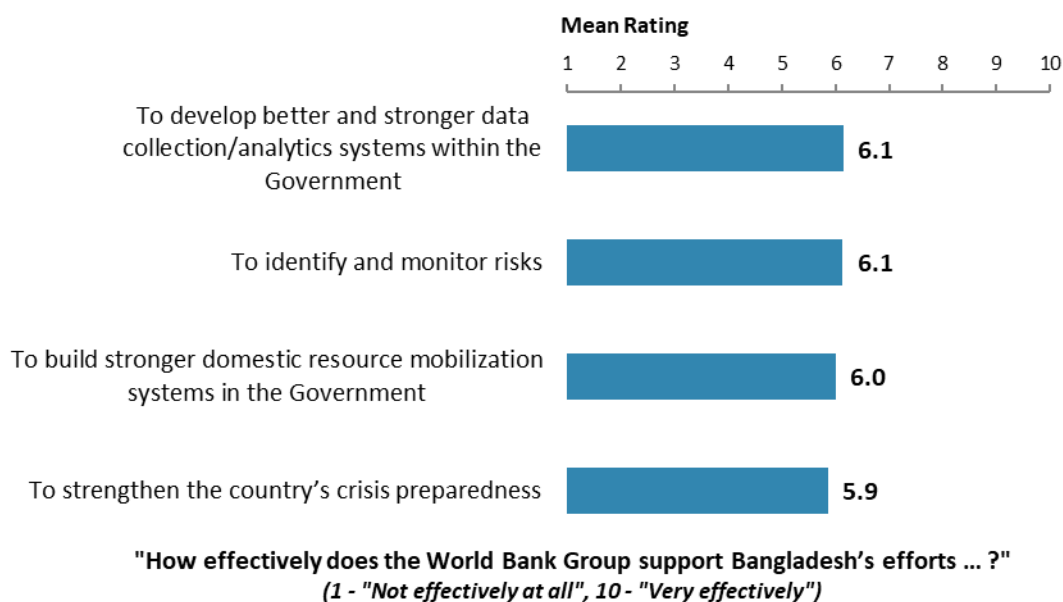 Mean Rating
1 2 3 4 5 6 7 8 9 10
To develop better and stronger data
collection/analytics systems within the
Government
6.1
To identify and monitor risks
6.1
To build stronger domestic resource mobilization
systems in the Government
6.0
To strengthen the country’s crisis preparedness
5.9
"How effectively does the World Bank Group support Bangladesh’s efforts ... ?"
(1 - "Not effectively at all", 10 - "Very effectively")